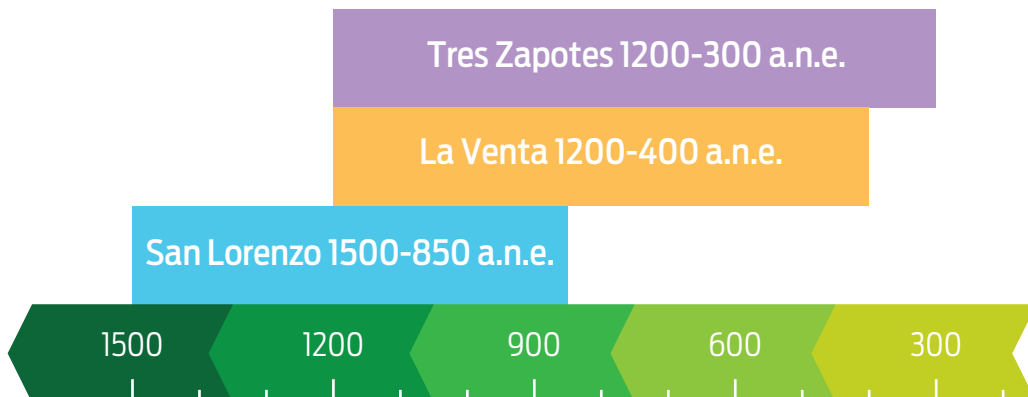 Tres Zapotes 1200-300 a.n.e.
La Venta 1200-400 a.n.e.
San Lorenzo 1500-850 a.n.e.
1500 1200 900 600 300